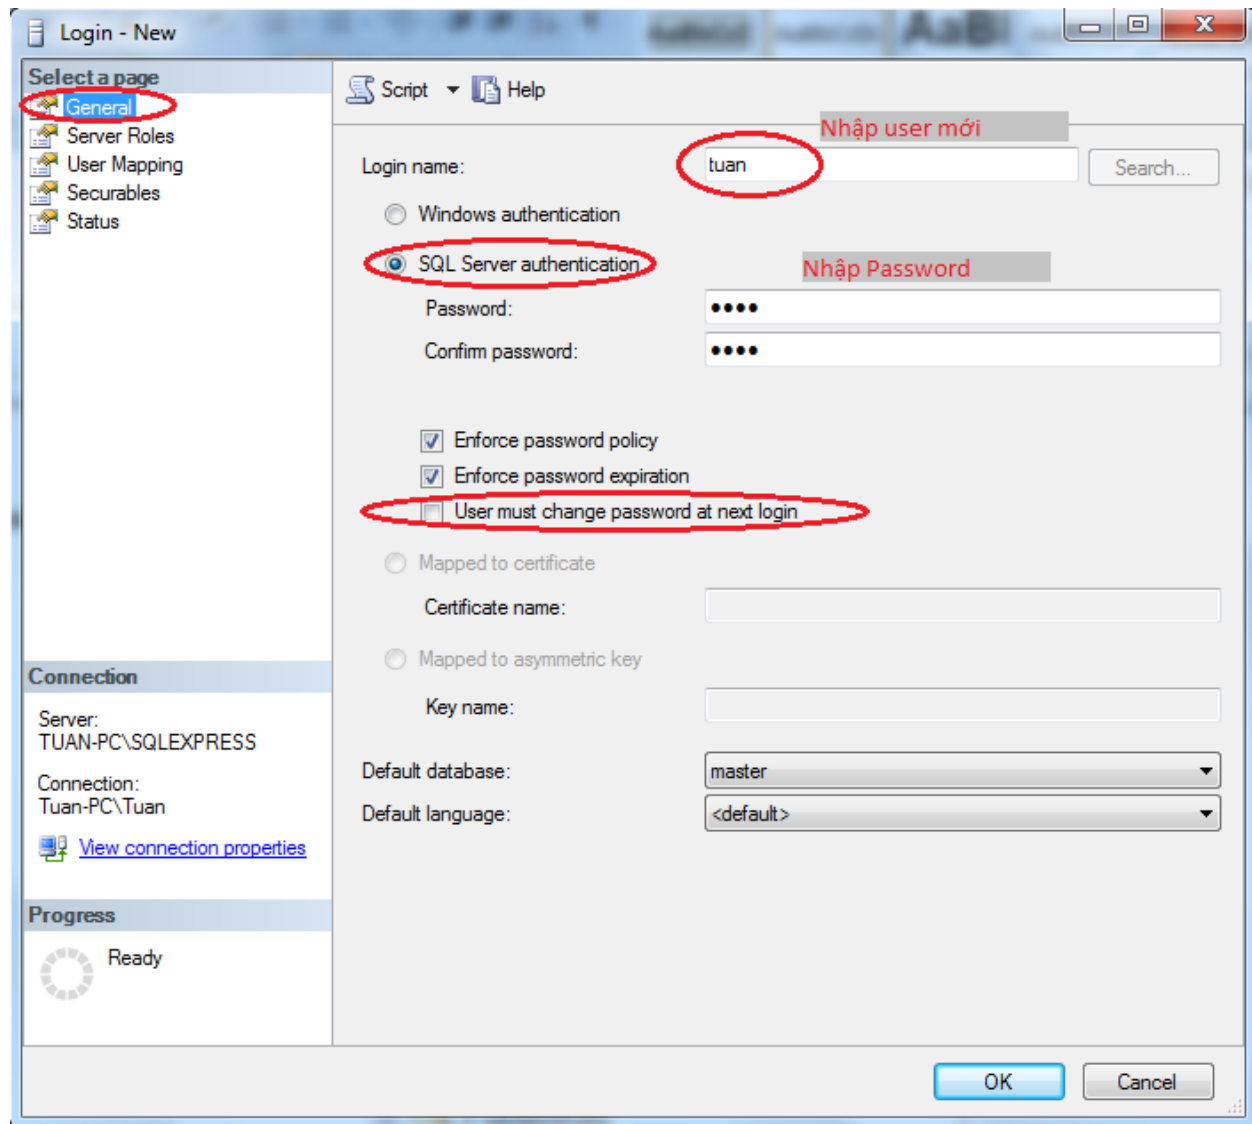 Login - New
Select a page
General
Server Roles
User Mapping
Securables
Status
Connection
Server:
TUAN-PC\SQLEXPRESS
Connection:
Tuan-PC\Tuan
View connection properties
Progress
Ready
Script
Help
Nhập user mới
Login name:
tuan
Search...
Windows authentication
SQL Server authentication
Nhập Password
Password:
••••
Confirm password:
••••
Enforce password policy
Enforce password expiration
User must change password at next login
Mapped to certificate
Certificate name:
Mapped to asymmetric key
Key name:
Default database:
master
Default language:
<default>
OK
Cancel